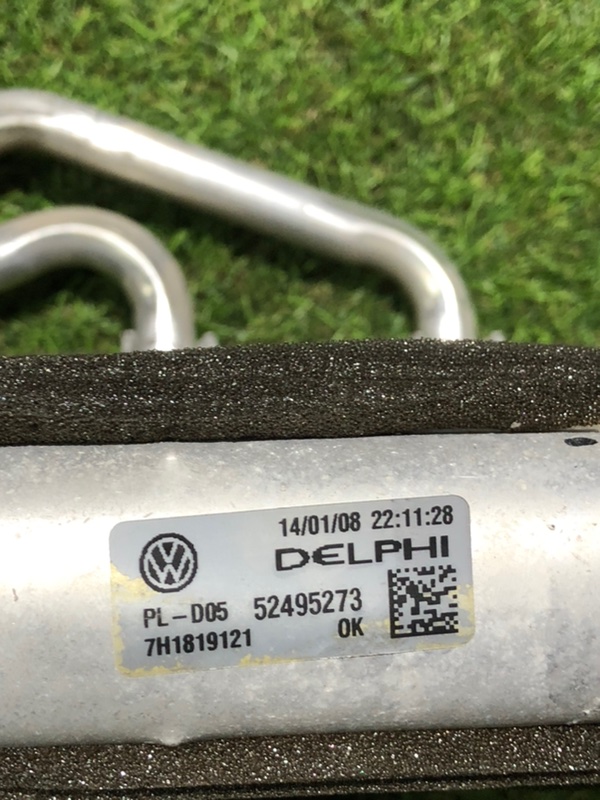 14/01/08 22:11:28
DELPHI
PL-D05 52495273
7H1819121 OK